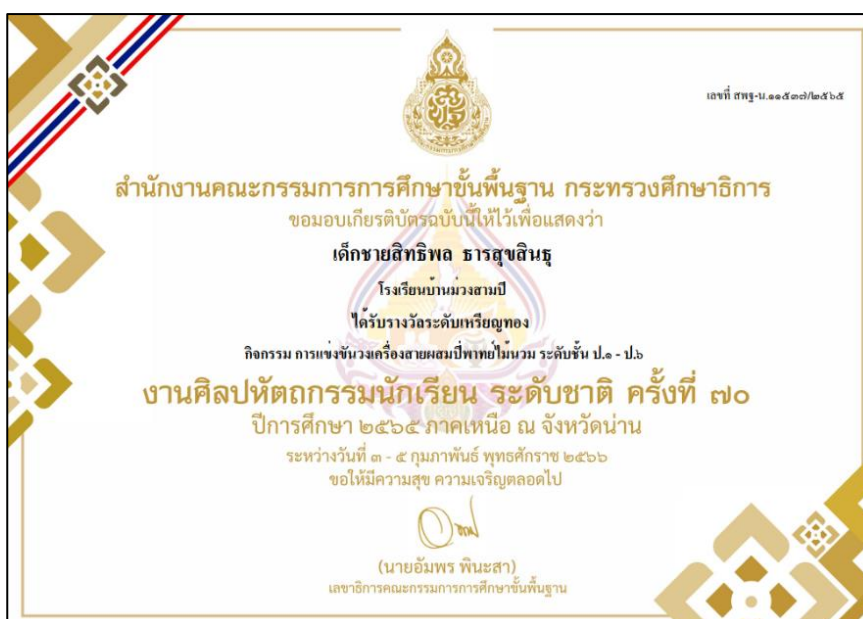 เลขที่ สพฐ-น.๑๑๕๓๗/๒๕๖๕
สำนักงานคณะกรรมการการศึกษาขั้นพื้นฐาน กระทรวงศึกษาธิการ
ขอมอบเกียรติบัตรฉบับนี้ให้ไว้เพื่อแสดงว่า
เด็กชายสิทธิพล ธารสุขสินธุ
โรงเรียนบ้านม่วงสามปี
ได้รับรางวัลระดับเหรียญทอง
กิจกรรม การแข่งขันวงเครื่องสายผสมปี่พาทย์ไม้นวม ระดับชั้น ป.๑ - ป.๖
งานศิลปหัตถกรรมนักเรียน ระดับชาติ ครั้งที่ ๗๐
ปีการศึกษา ๒๕๖๕ ภาคเหนือ ณ จังหวัดน่าน
ระหว่างวันที่ ๓ - ๕ กุมภาพันธ์ พุทธศักราช ๒๕๖๖
ขอให้มีความสุข ความเจริญตลอดไป
(นายอัมพร พินะสา)
เลขาธิการคณะกรรมการการศึกษาขั้นพื้นฐาน